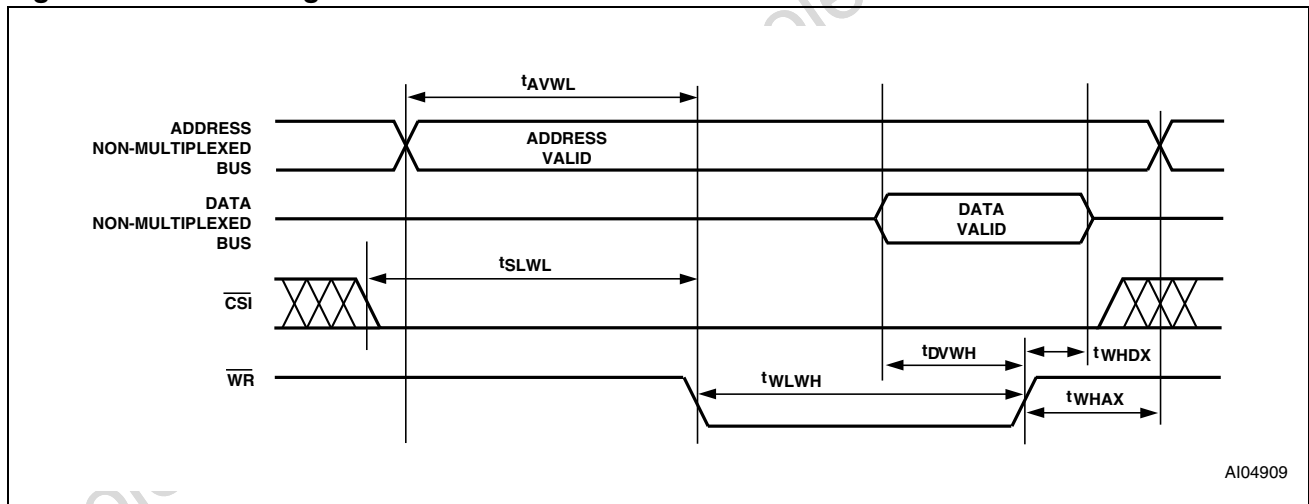 tAVWL
ADDRESS
NON-MULTIPLEXED
BUS
ADDRESS
VALID
DATA
NON-MULTIPLEXED
BUS
DATA
VALID
tSLWL
CSI
tDVWH
tWHDX
WR
tWLWH
tWHAX
AI04909